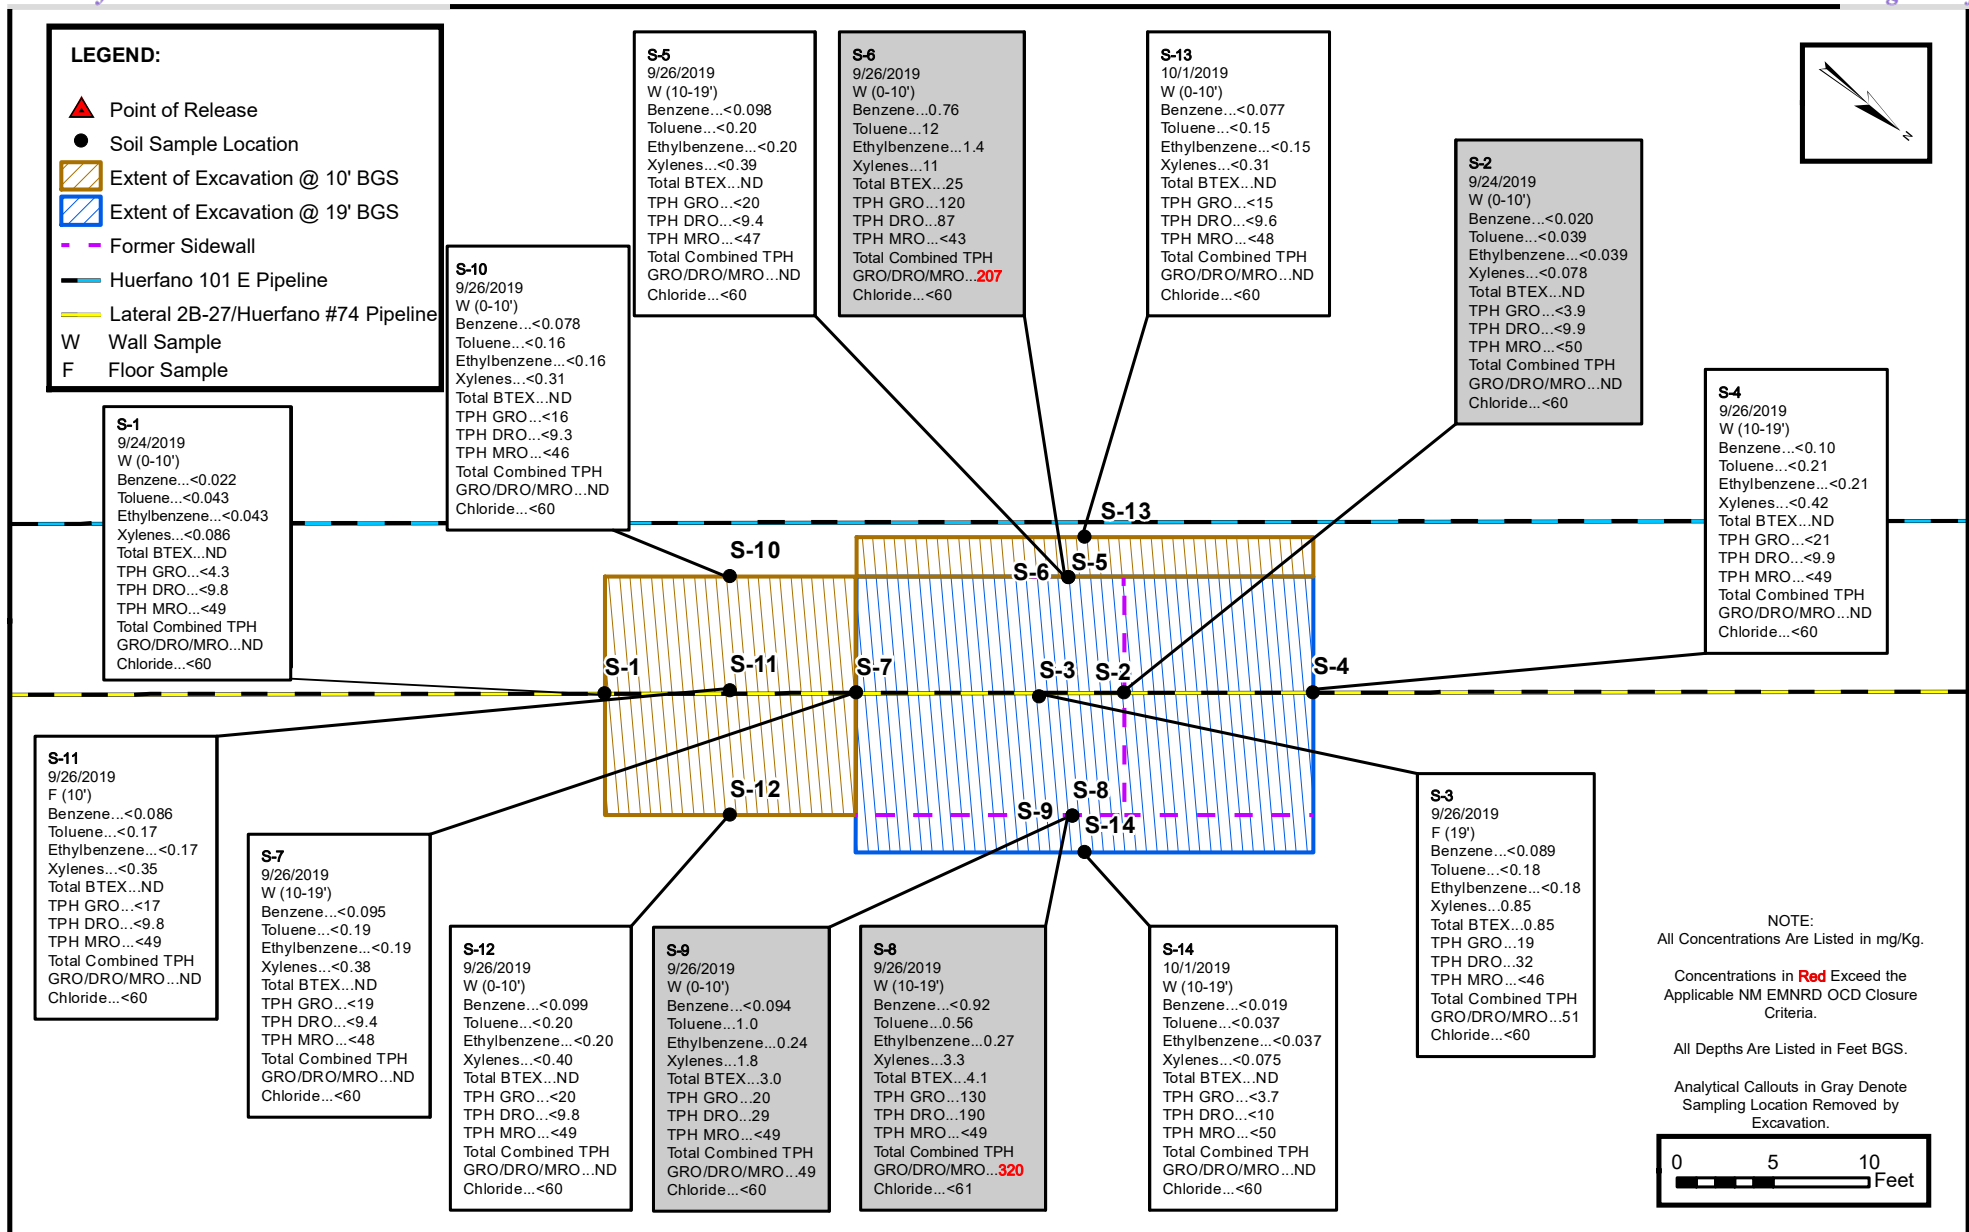 LEGEND:
Point of Release
Soil Sample Location
Extent of Excavation @ 10' BGS
Extent of Excavation @ 19' BGS
Former Sidewall
Huerfano 101 E Pipeline
Lateral 2B-27/Huerfano #74 Pipeline
W Wall Sample
F Floor Sample
S-5
9/26/2019
W (10-19')
Benzene...<0.098
Toluene...<0.20
Ethylbenzene...<0.20
Xylenes...<0.39
Total BTEX...ND
TPH GRO...<20
TPH DRO...<9.4
TPH MRO...<47
Total Combined TPH
GRO/DRO/MRO...ND
Chloride...<60
S-6
9/26/2019
W (0-10')
Benzene...0.76
Toluene...12
Ethylbenzene...1.4
Xylenes...11
Total BTEX...25
TPH GRO...120
TPH DRO...87
TPH MRO...<43
Total Combined TPH
GRO/DRO/MRO...207
Chloride...<60
S-13
10/1/2019
W (0-10')
Benzene...<0.077
Toluene...<0.15
Ethylbenzene...<0.15
Xylenes...<0.31
Total BTEX...ND
TPH GRO...<15
TPH DRO...<9.6
TPH MRO...<48
Total Combined TPH
GRO/DRO/MRO...ND
Chloride...<60
N
S-2
9/24/2019
W (0-10')
Benzene...<0.020
Toluene...<0.039
Ethylbenzene...<0.039
Xylenes...<0.078
Total BTEX...ND
TPH GRO...<3.9
TPH DRO...<9.9
TPH MRO...<50
Total Combined TPH
GRO/DRO/MRO...ND
Chloride...<60
S-10
9/26/2019
W (0-10')
Benzene...<0.078
Toluene...<0.16
Ethylbenzene...<0.16
Xylenes...<0.31
Total BTEX...ND
TPH GRO...<16
TPH DRO...<9.3
TPH MRO...<46
Total Combined TPH
GRO/DRO/MRO...ND
Chloride...<60
S-4
9/26/2019
W (10-19')
Benzene...<0.10
Toluene...<0.21
Ethylbenzene...<0.21
Xylenes...<0.42
Total BTEX...ND
TPH GRO...<21
TPH DRO...<9.9
TPH MRO...<49
Total Combined TPH
GRO/DRO/MRO...ND
Chloride...<60
S-1
9/24/2019
W (0-10')
Benzene...<0.022
Toluene...<0.043
Ethylbenzene...<0.043
Xylenes...<0.086
Total BTEX...ND
TPH GRO...<4.3
TPH DRO...<9.8
TPH MRO...<49
Total Combined TPH
GRO/DRO/MRO...ND
Chloride...<60
S-13
S-10
S-6
S-5
S-1
S-11
S-7
S-3
S-2
S-4
S-12
S-9
S-8
S-14
S-11
9/26/2019
F (10')
Benzene...<0.086
Toluene...<0.17
Ethylbenzene...<0.17
Xylenes...<0.35
Total BTEX...ND
TPH GRO...<17
TPH DRO...<9.8
TPH MRO...<49
Total Combined TPH
GRO/DRO/MRO...ND
Chloride...<60
S-7
9/26/2019
W (10-19')
Benzene...<0.095
Toluene...<0.19
Ethylbenzene...<0.19
Xylenes...<0.38
Total BTEX...ND
TPH GRO...<19
TPH DRO...<9.4
TPH MRO...<48
Total Combined TPH
GRO/DRO/MRO...ND
Chloride...<60
S-12
9/26/2019
W (0-10')
Benzene...<0.099
Toluene...<0.20
Ethylbenzene...<0.20
Xylenes...<0.40
Total BTEX...ND
TPH GRO...<20
TPH DRO...<9.8
TPH MRO...<49
Total Combined TPH
GRO/DRO/MRO...ND
Chloride...<60
S-9
9/26/2019
W (0-10')
Benzene...<0.094
Toluene...1.0
Ethylbenzene...0.24
Xylenes...1.8
Total BTEX...3.0
TPH GRO...20
TPH DRO...29
TPH MRO...<49
Total Combined TPH
GRO/DRO/MRO...49
Chloride...<60
S-8
9/26/2019
W (10-19')
Benzene...<0.92
Toluene...0.56
Ethylbenzene...0.27
Xylenes...3.3
Total BTEX...4.1
TPH GRO...130
TPH DRO...190
TPH MRO...<49
Total Combined TPH
GRO/DRO/MRO...320
Chloride...<61
S-14
10/1/2019
W (10-19')
Benzene...<0.019
Toluene...<0.037
Ethylbenzene...<0.037
Xylenes...<0.075
Total BTEX...ND
TPH GRO...<3.7
TPH DRO...<10
TPH MRO...<50
Total Combined TPH
GRO/DRO/MRO...ND
Chloride...<60
S-3
9/26/2019
F (19')
Benzene...<0.089
Toluene...<0.18
Ethylbenzene...<0.18
Xylenes...0.85
Total BTEX...0.85
TPH GRO...19
TPH DRO...32
TPH MRO...<46
Total Combined TPH
GRO/DRO/MRO...51
Chloride...<60
NOTE:
All Concentrations Are Listed in mg/Kg.
Concentrations in Red Exceed the
Applicable NM EMNRD OCD Closure
Criteria.
All Depths Are Listed in Feet BGS.
Analytical Callouts in Gray Denote
Sampling Location Removed by
Excavation.
0 5 10
Feet